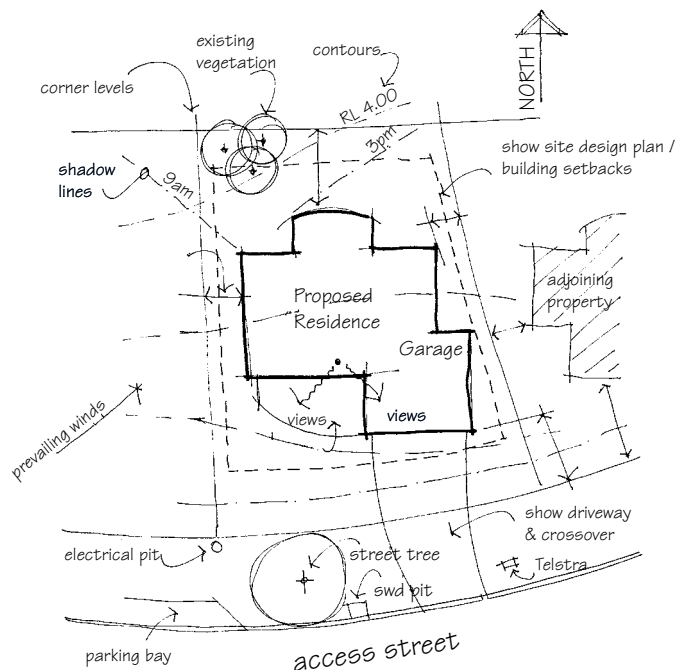 existing
vegetation
contours
NORTH
corner levels
RL 4.00
3pm
show site design plan /
building setbacks
shadow
lines
9am
adjoining
property
Proposed
Residence
Garage
views
views
prevailing winds
show driveway
& crossover
electrical pit
street tree
Telstra
swd pit
parking bay
access street